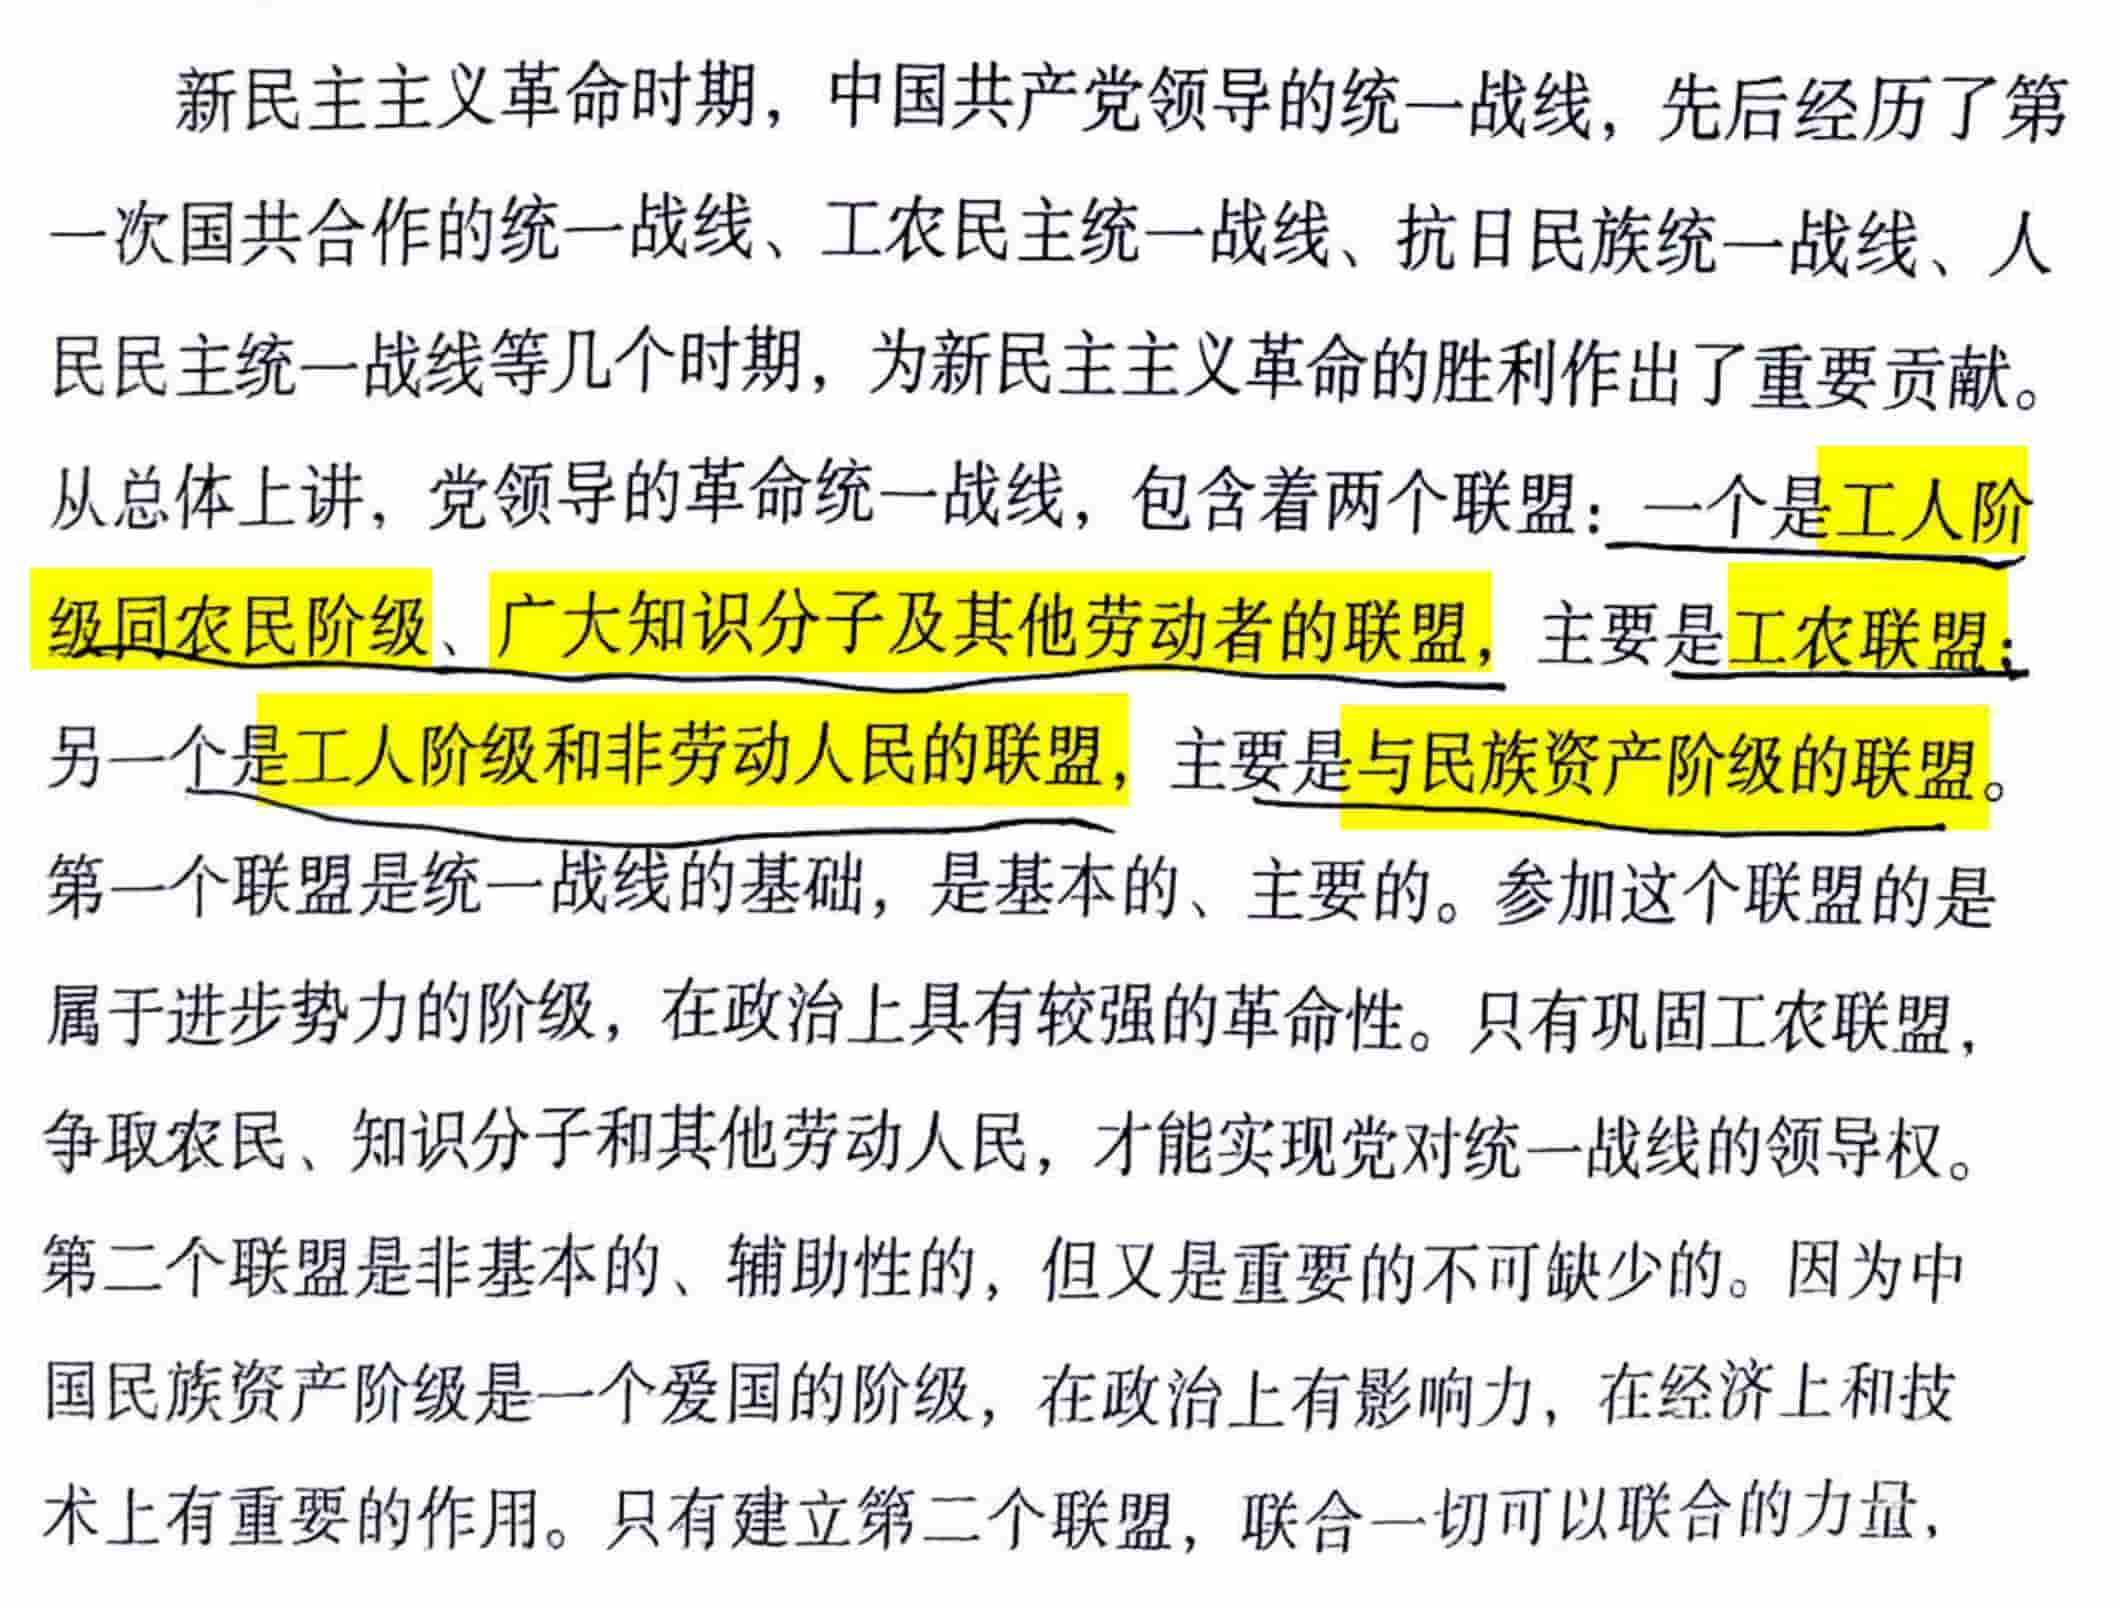 新民主主义革命时期，中国共产党领导的统一战线，先后经历了第
一次国共合作的统一战线、工农民主统一战线、抗日民族统一战线、人
民民主统一战线等几个时期，为新民主主义革命的胜利作出了重要贡献。
从总体上讲，党领导的革命统一战线，包含着两个联盟：一个是工人阶
级同农民阶级、广大知识分子及其他劳动者的联盟，主要是工农联盟；
另一个是工人阶级和非劳动人民的联盟，主要是与民族资产阶级的联盟。
第一个联盟是统一战线的基础，是基本的、主要的。参加这个联盟的是
属于进步势力的阶级，在政治上具有较强的革命性。只有巩固工农联盟，
争取农民、知识分子和其他劳动人民，才能实现党对统一战线的领导权。
第二个联盟是非基本的、辅助性的，但又是重要的不可缺少的。因为中
国民族资产阶级是一个爱国的阶级，在政治上有影响力，在经济上和技
术上有重要的作用。只有建立第二个联盟，联合一切可以联合的力量，